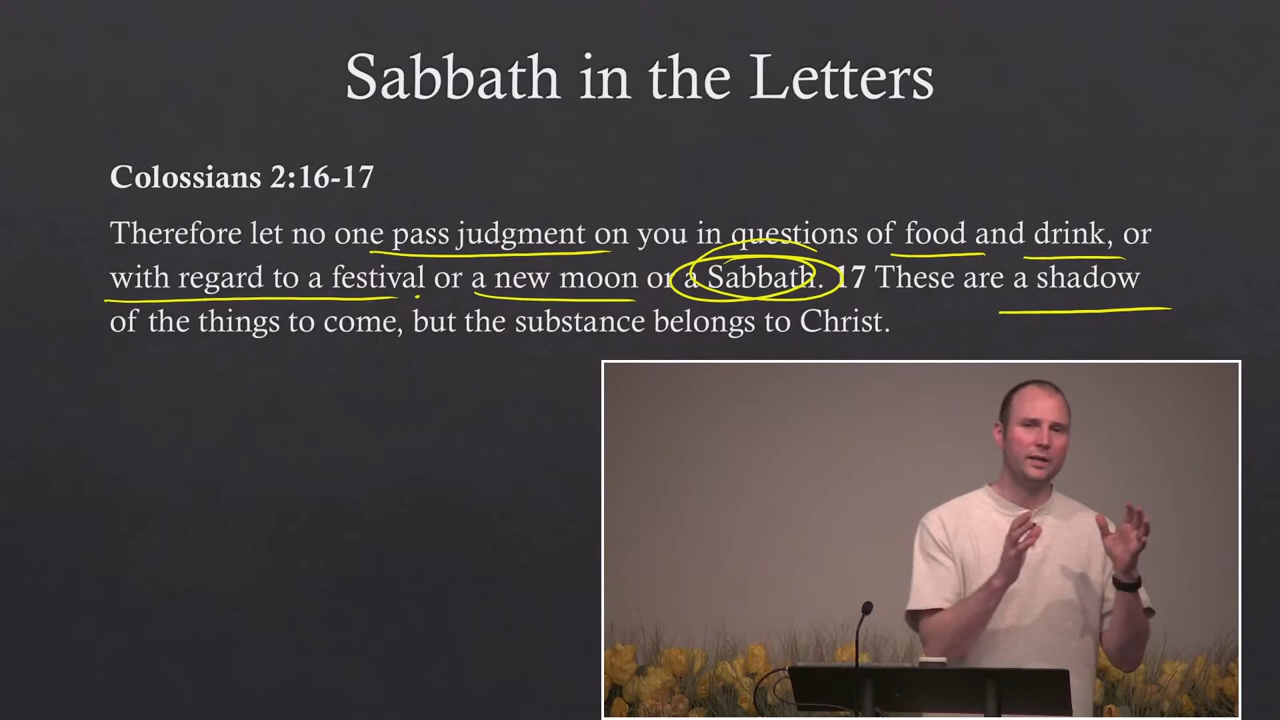 Sabbath in the Letters
Colossians 2:16-17
Therefore let no one pass judgment on you in questions of food and drink, or
with regard to a festival or a new moon or a Sabbath. 17 These are a shadow
of the things to come, but the substance belongs to Christ.